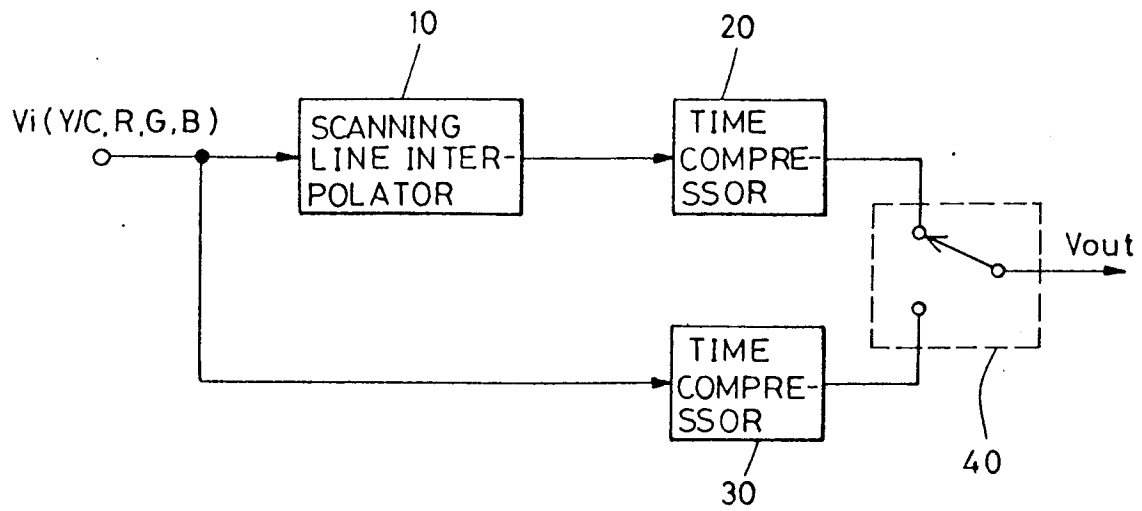 10
20
Vi(Y/C,R,G,B)
SCANNING
LINE INTER-
POLATOR
TIME
COMPRE-
SSOR
Vout
TIME
COMPRE-
SSOR
40
30